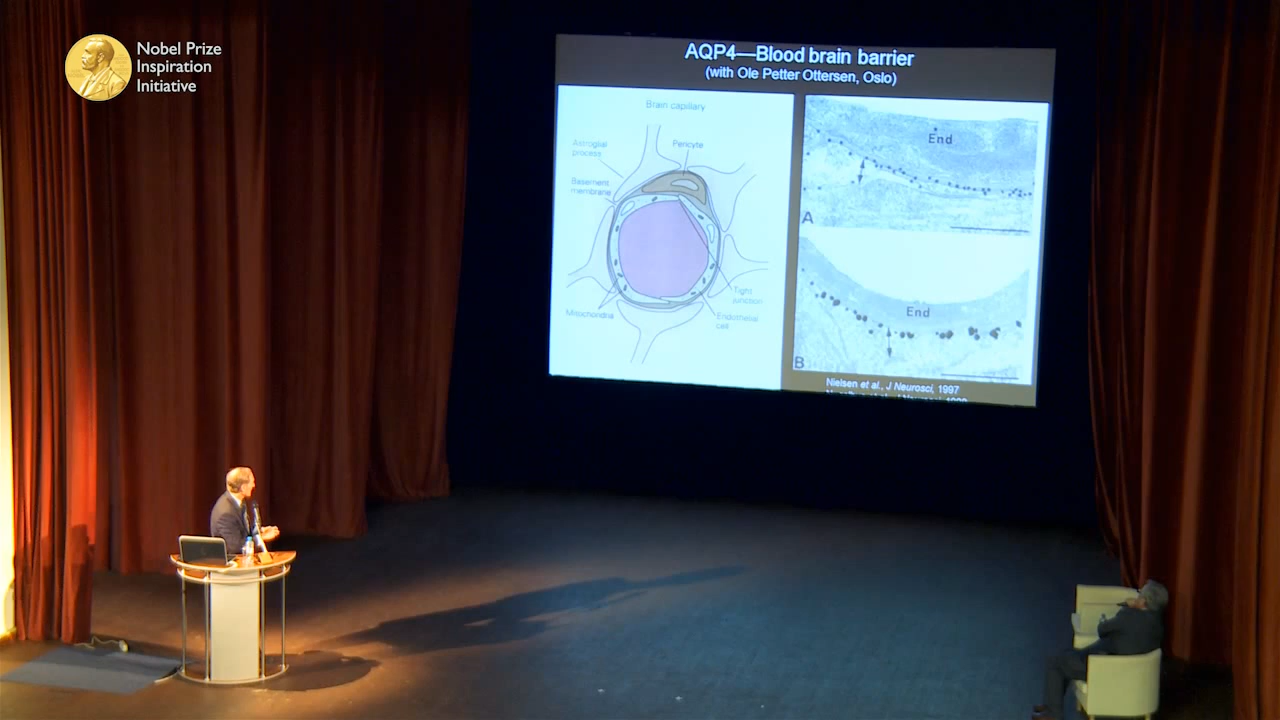 Nobel Prize
Inspiration
Initiative
AQP4—Blood brain barrier
(with Ole Petter Ottersen, Oslo)
Brain capillary
Astroglial
process
Pericyte
Basement
membrane
Tight
junction
Mitochondria
Endothelial
cell
End
A
End
B
Nielsen et al., J Neurosci, 1997